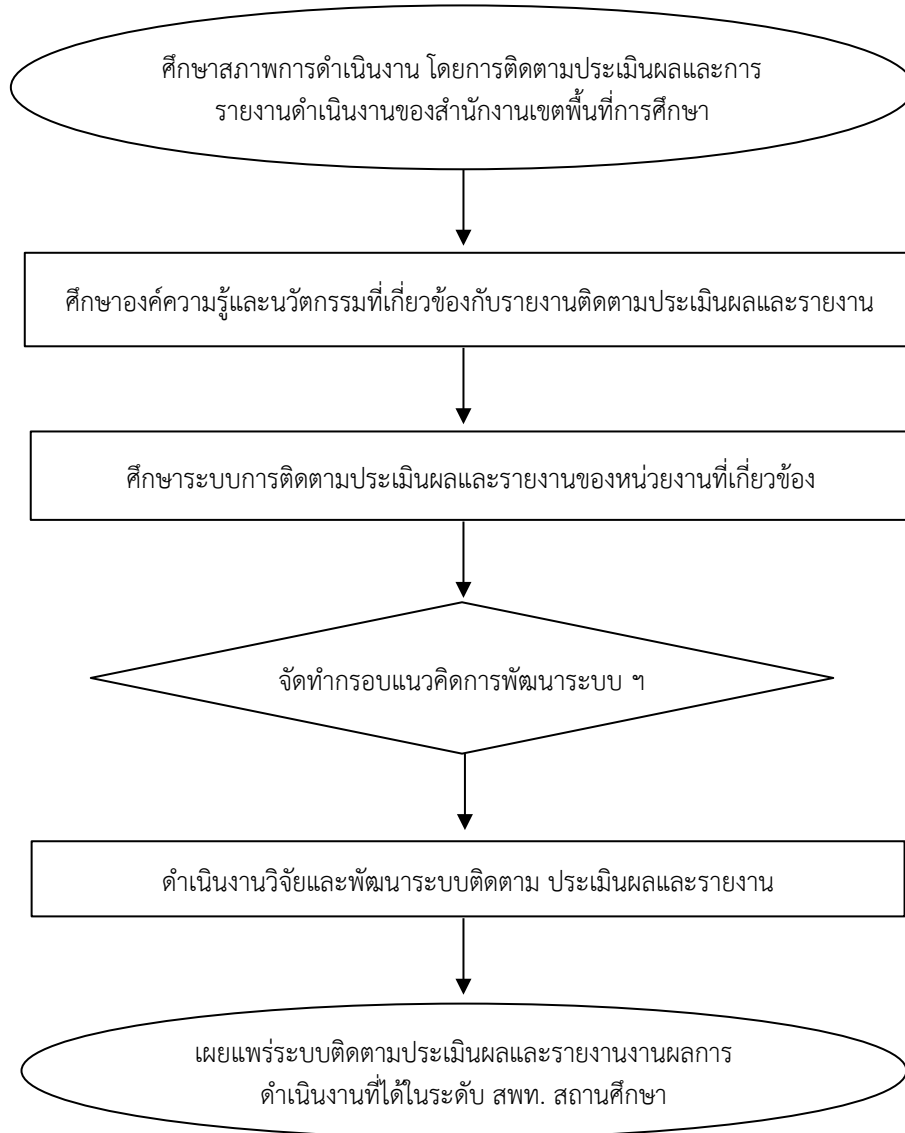 ศึกษาสภาพการดำเนินงาน โดยการติดตามประเมินผลและการ
รายงานดำเนินงานของสำนักงานเขตพื้นที่การศึกษา
ศึกษาองค์ความรู้และนวัตกรรมที่เกี่ยวข้องกับรายงานติดตามประเมินผลและรายงาน
ศึกษาระบบการติดตามประเมินผลและรายงานของหน่วยงานที่เกี่ยวข้อง
จัดทำกรอบแนวคิดการพัฒนาระบบ ฯ
ดำเนินงานวิจัยและพัฒนาระบบติดตาม ประเมินผลและรายงาน
เผยแพร่ระบบติดตามประเมินผลและรายงานงานผลการ
ดำเนินงานที่ได้ในระดับ สพท. สถานศึกษา